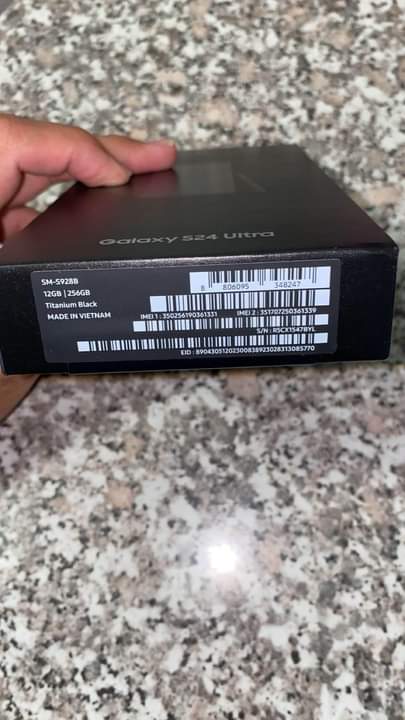 Galaxy S24 Ultra
SM-S928B
12GB | 256GB
Titanium Black
MADE IN VIETNAM
8 806095 348247
IMEI 1 : 350256190361331 IMEI 2 : 351707250361339
S/N : R5CX15478YL
EID : 89043051202300838923028313085770